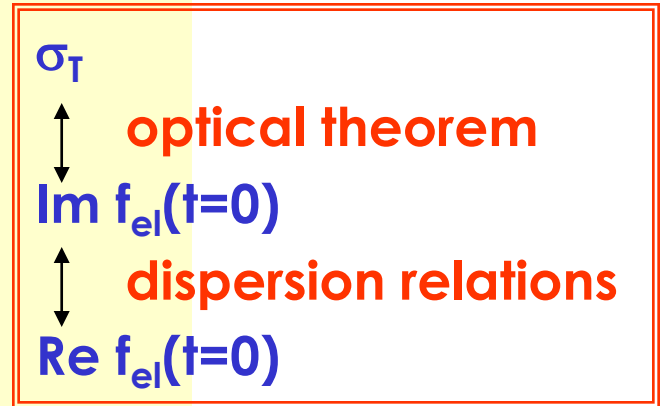 σT
optical theorem
Im fel(t=0)
dispersion relations
Re fel(t=0)